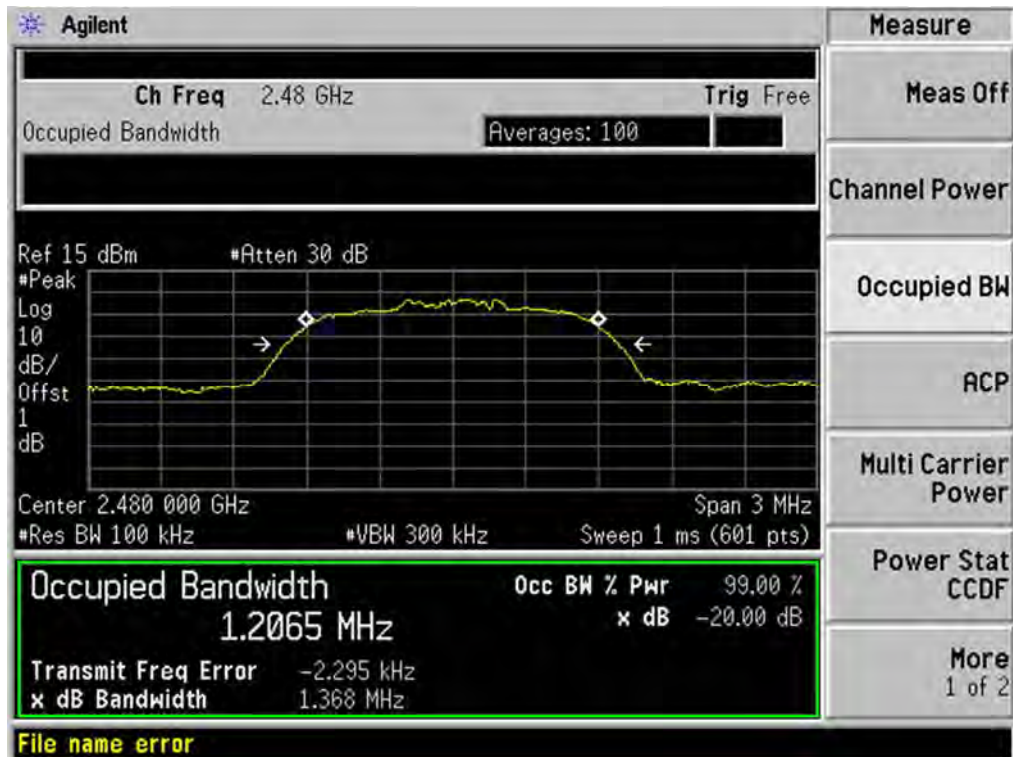 Agilent
Measure
Ch Freq 2.48 GHz Trig Free
Occupied Bandwidth Averages: 100
Ref 15 dBm #Atten 30 dB
#Peak
Log
10
dB/
Offst
1
dB
Center 2.480 000 GHz Span 3 MHz
#Res BW 100 kHz #VBW 300 kHz Sweep 1 ms (601 pts)
Occupied Bandwidth Occ BW % Pwr 99.00 %
1.2065 MHz x dB -20.00 dB
Transmit Freq Error -2.295 kHz
x dB Bandwidth 1.368 MHz
File name error
Meas Off
Channel Power
Occupied BW
ACP
Multi Carrier
Power
Power Stat
CCDF
More
1 of 2